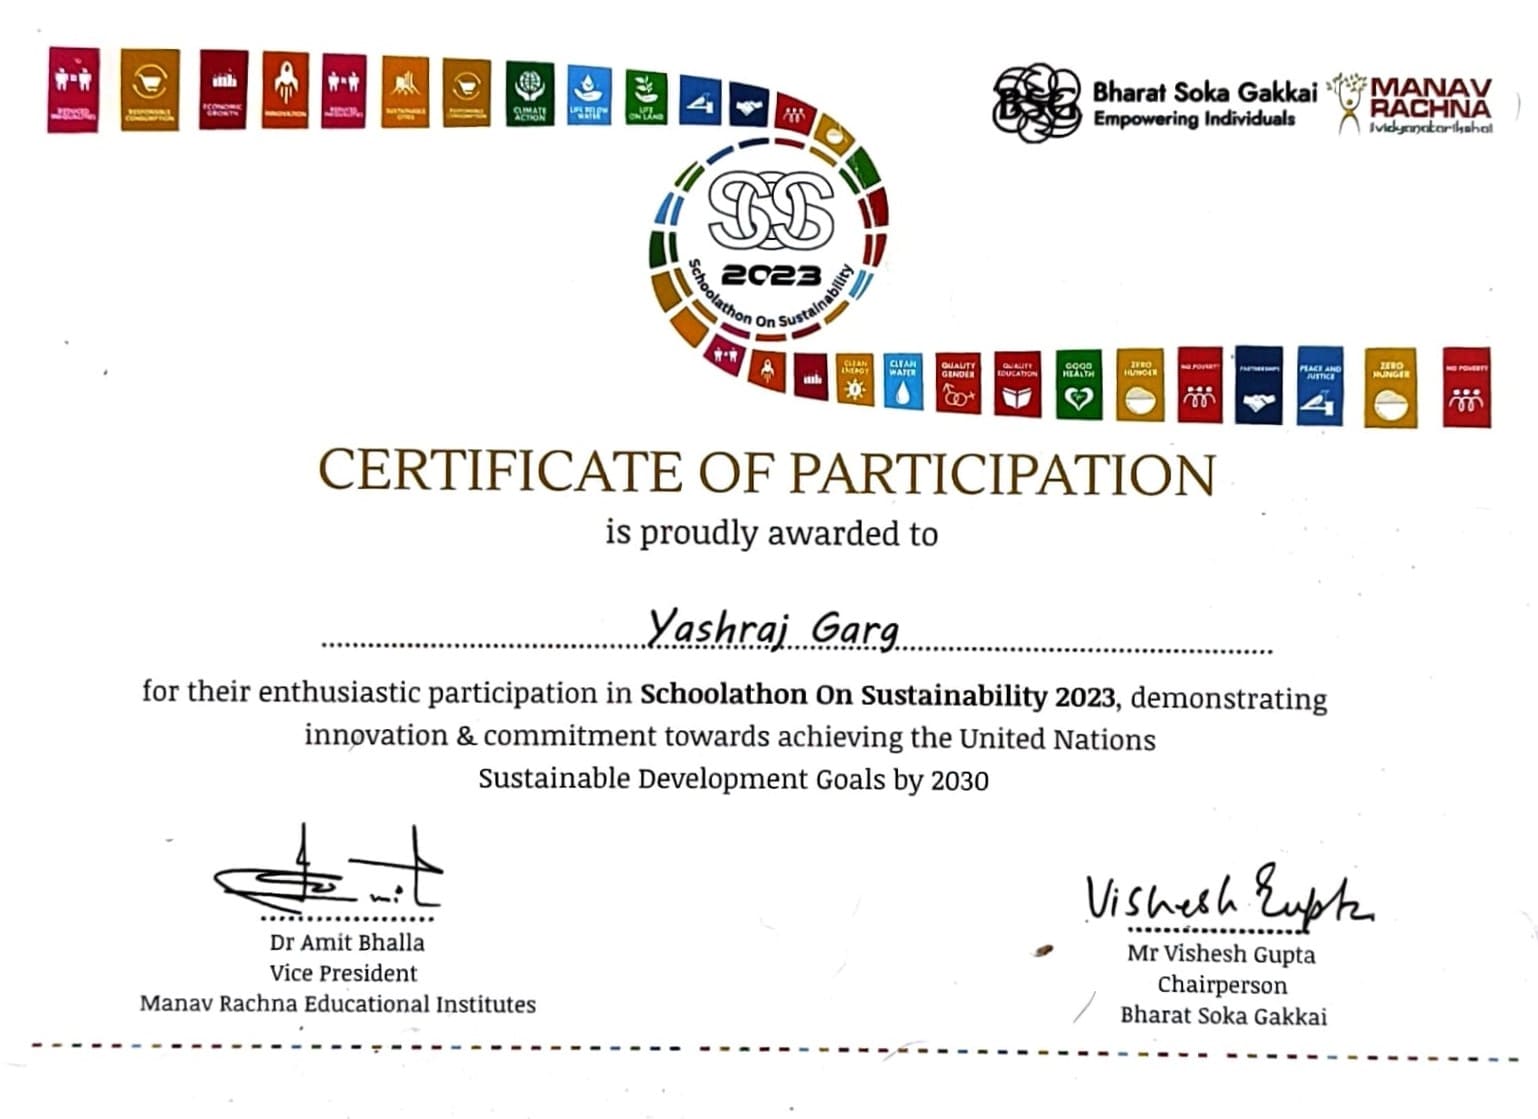 REDUCED INEQUALITIES
RESPONSIBLE CONSUMPTION
ECONOMIC GROWTH
INNOVATION
REDUCED INEQUALITIES
SUSTAINABLE CITIES
RESPONSIBLE CONSUMPTION
CLIMATE ACTION
LIFE BELOW WATER
LIFE ON LAND
BSG
Bharat Soka Gakkai
Empowering Individuals
MANAV
RACHNA
vidyanatariksha
SGS
2023
Schoolathon On Sustainability
CLEAN ENERGY
CLEAN WATER
QUALITY GENDER
QUALITY EDUCATION
GOOD HEALTH
ZERO HUNGER
NO POVERTY
PARTNERSHIPS
PEACE AND JUSTICE
ZERO HUNGER
NO POVERTY
CERTIFICATE OF PARTICIPATION
is proudly awarded to
Yashraj Garg
for their enthusiastic participation in Schoolathon On Sustainability 2023, demonstrating
innovation & commitment towards achieving the United Nations
Sustainable Development Goals by 2030
Amit
Dr Amit Bhalla
Vice President
Manav Rachna Educational Institutes
Vishesh Gupta
Mr Vishesh Gupta
Chairperson
Bharat Soka Gakkai